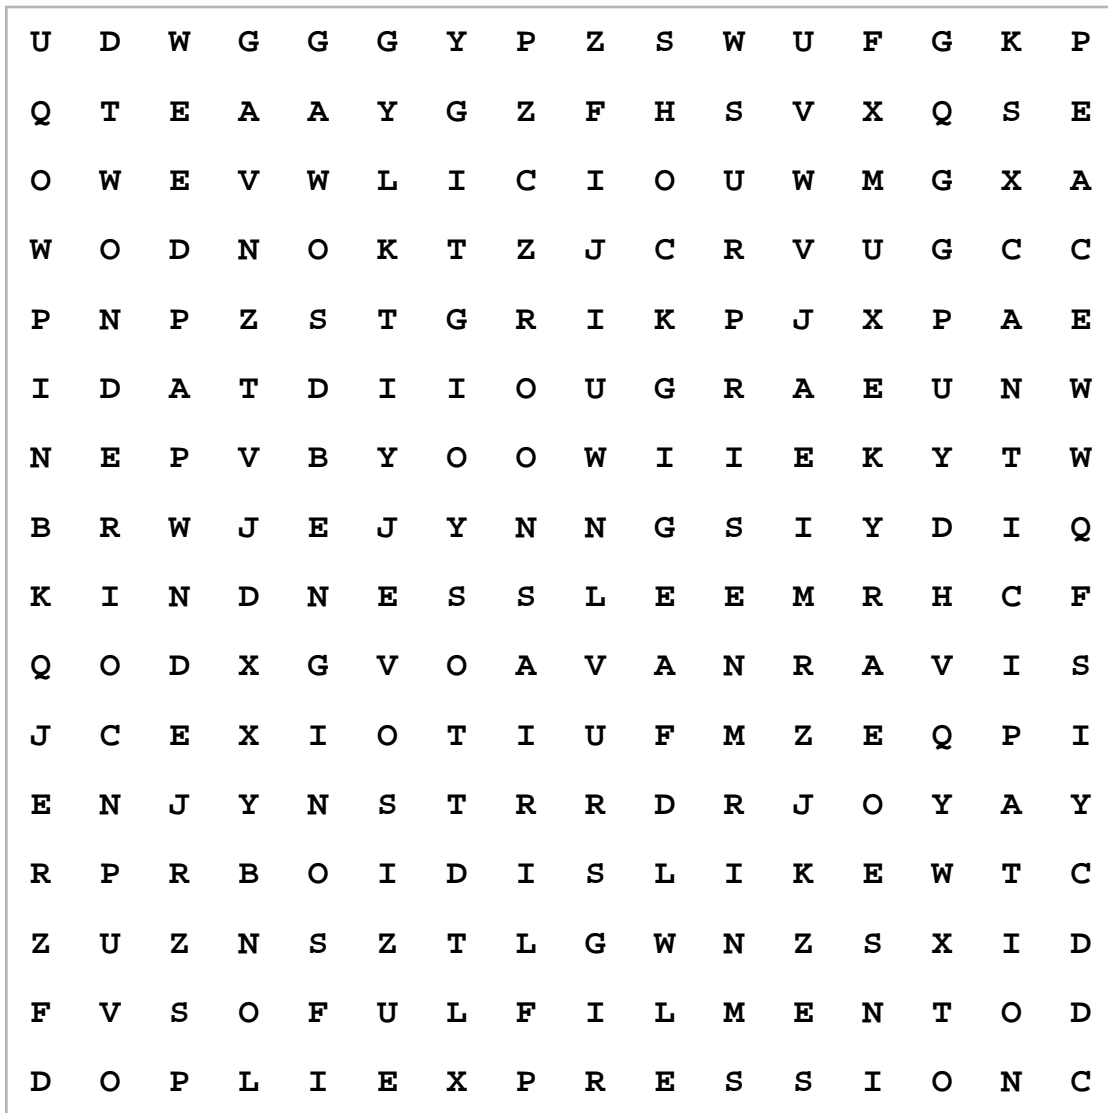 U D W G G G Y P Z S W U F G K P
Q T E A A Y G Z F H S V X Q S E
O W E V W L I C I O U W M G X A
W O D N O K T Z J C R V U G C C
P N P Z S T G R I K P J X P A E
I D A T D I I O U G R A E U N W
N E P V B Y O O W I I E K Y T W
B R W J E J Y N N G S I Y D I Q
K I N D N E S S L E E M R H C F
Q O D X G V O A V A N R A V I S
J C E X I O T I U F M Z E Q P I
E N J Y N S T R R D R J O Y A Y
R P R B O I D I S L I K E W T C
Z U Z N S Z T L G W N Z S X I D
F V S O F U L F I L M E N T O D
D O P L I E X P R E S S I O N C